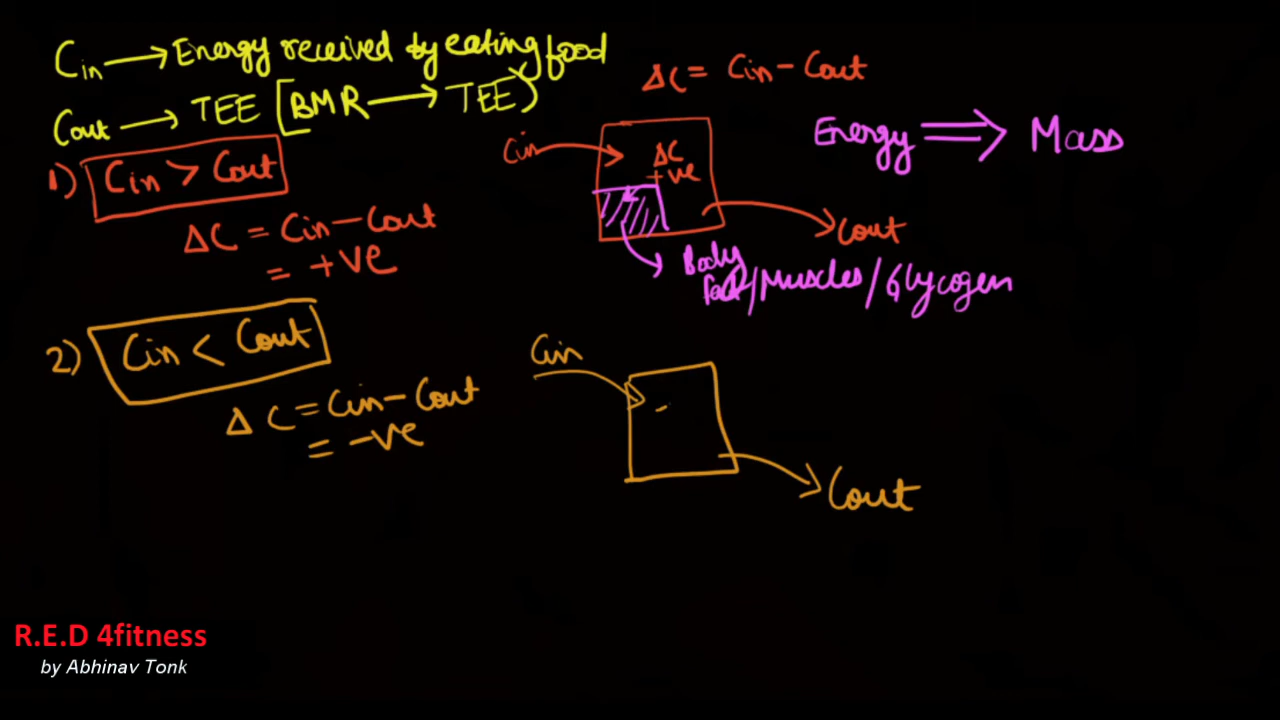 Cin → Energy received by eating food
Cout → TEE [BMR → TEE)
1) Cin > Cout
ΔC = Cin - Cout
= +ve
ΔC = Cin - Cout
Cin
ΔC
+ve
Cout
Energy ⇒ Mass
Body
/Muscles/Glycogen
2) Cin < Cout
Δ C = Cin - Cout
= -ve
Cin
-
Cout
R.E.D 4fitness
by Abhinav Tonk